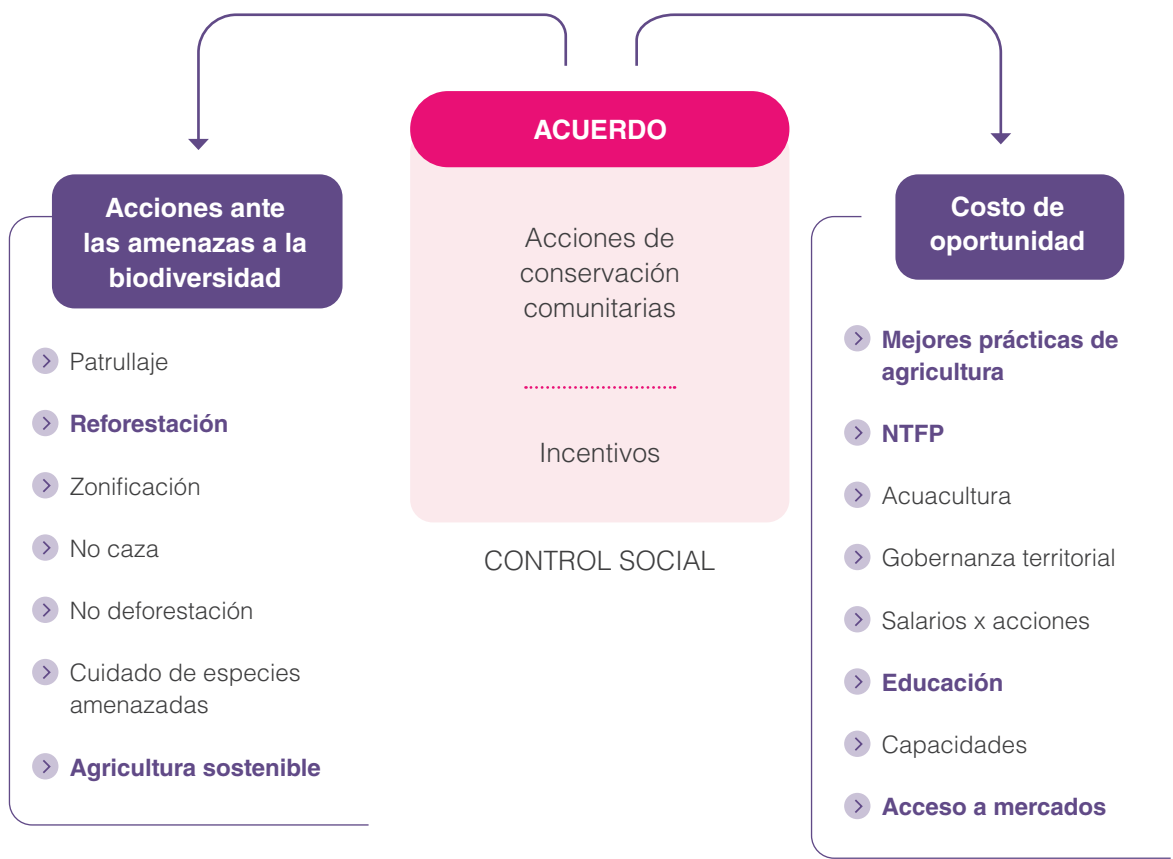 ACUERDO
Acciones de
conservación
comunitarias
Incentivos
CONTROL SOCIAL
Acciones ante
las amenazas a la
biodiversidad
Patrullaje
Reforestación
Zonificación
No caza
No deforestación
Cuidado de especies
amenazadas
Agricultura sostenible
Costo de
oportunidad
Mejores prácticas de
agricultura
NTFP
Acuacultura
Gobernanza territorial
Salarios x acciones
Educación
Capacidades
Acceso a mercados